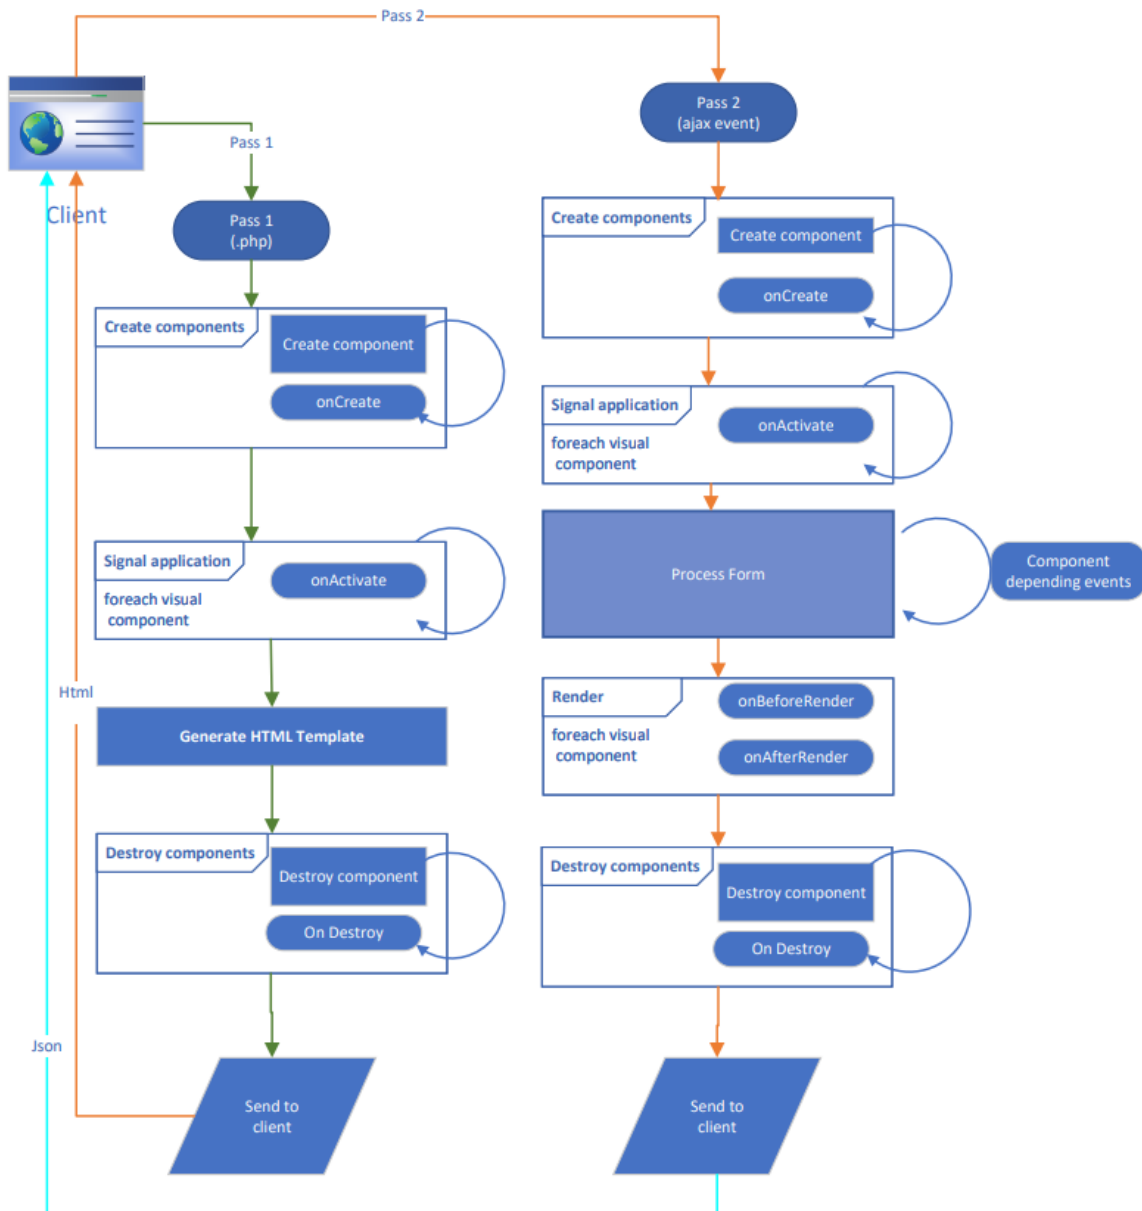 Pass 2
Client
Pass 1
Pass 1
(.php)
Create components
Create component
onCreate
Signal application
onActivate
foreach visual
component
Html
Generate HTML Template
Destroy components
Destroy component
On Destroy
Json
Send to
client
Pass 2
(ajax event)
Create components
Create component
onCreate
Signal application
onActivate
foreach visual
component
Process Form
Component
depending events
Render
onBeforeRender
foreach visual
component
onAfterRender
Destroy components
Destroy component
On Destroy
Send to
client